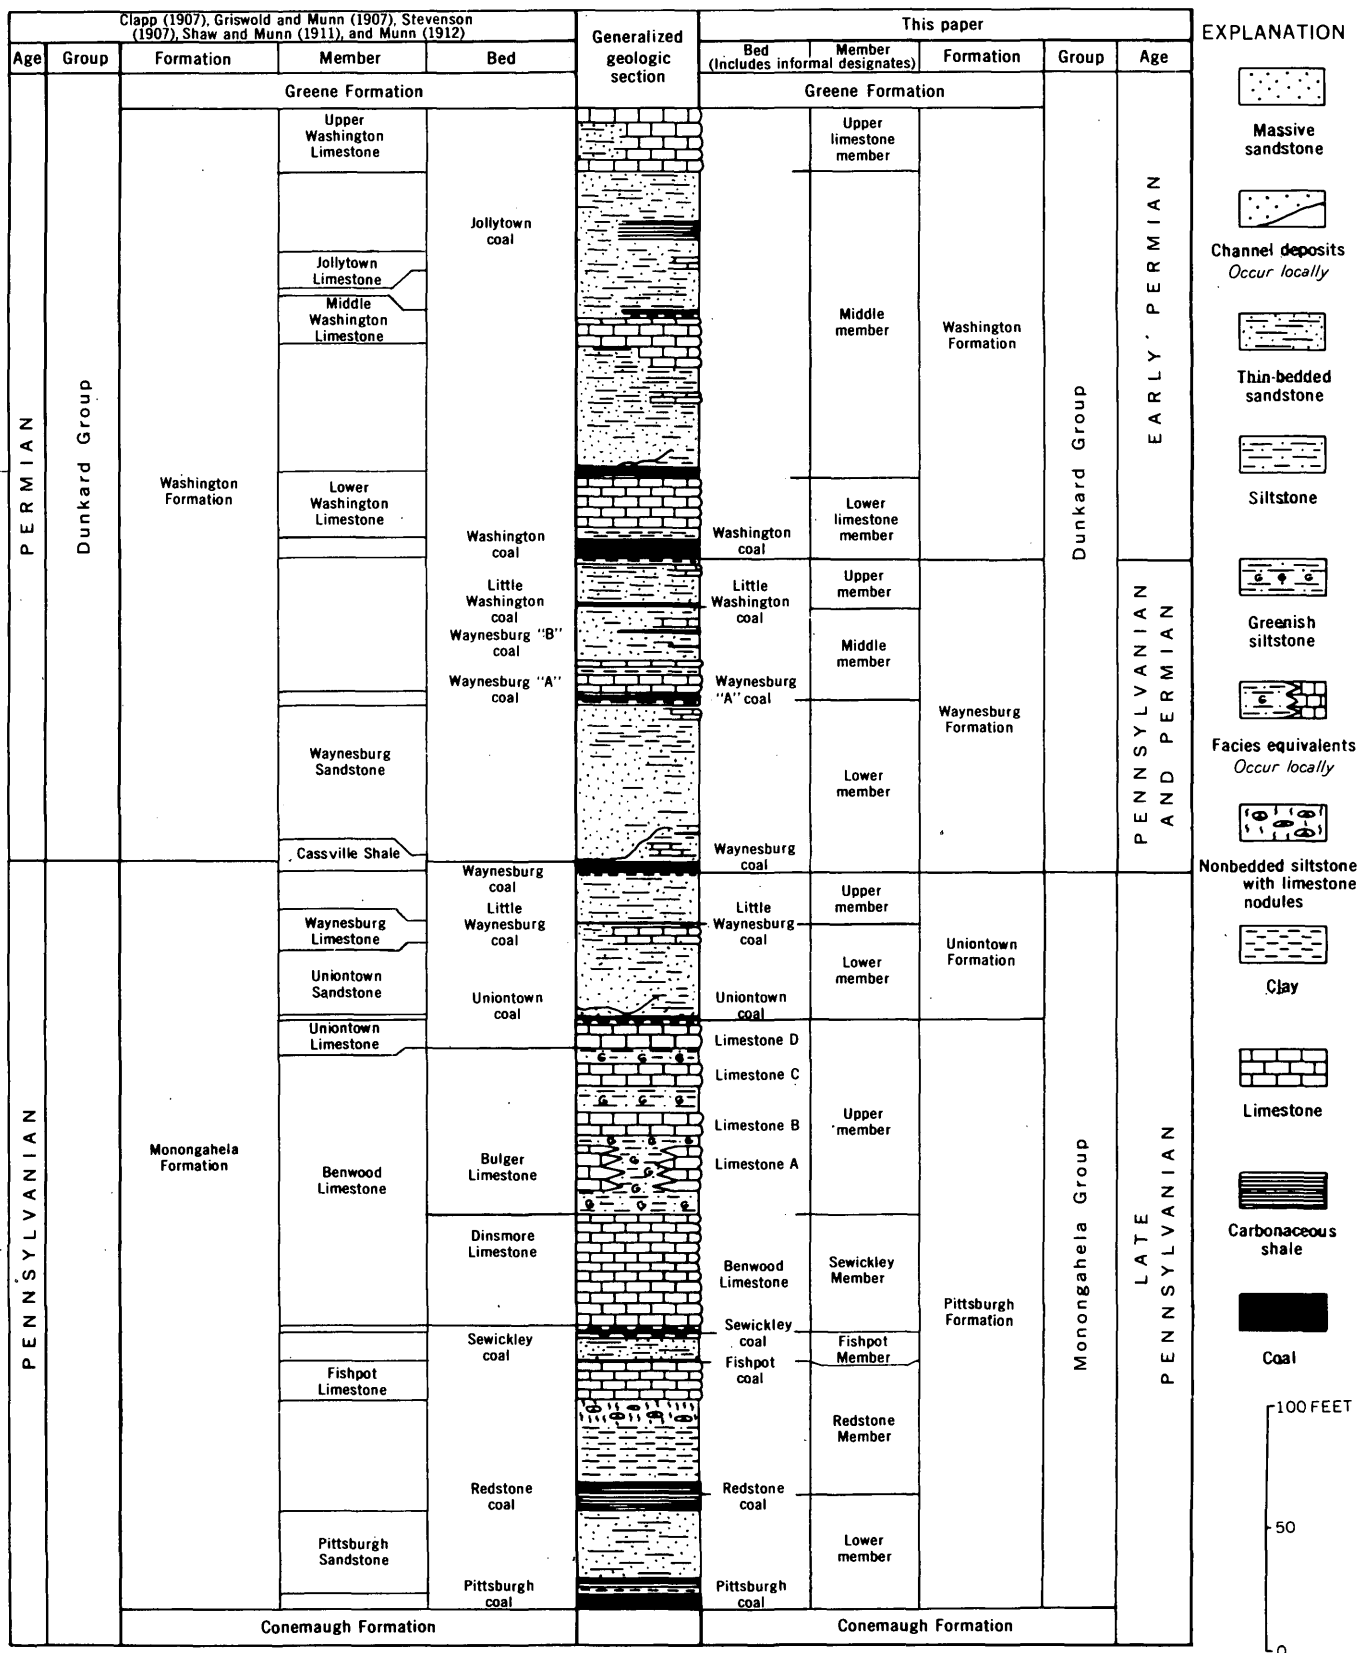 Clapp (1907), Griswold and Munn (1907), Stevenson
(1907), Shaw and Munn (1911), and Munn (1912)
Age
Group
Formation
Member
Bed
Generalized
geologic
section
This paper
Bed
Member
(Includes informal designates)
Formation
Group
Age
Greene Formation
Greene Formation
PERMIAN
Dunkard Group
Washington
Formation
Upper
Washington
Limestone
Jollytown
Limestone
Middle
Washington
Limestone
Lower
Washington
Limestone
Waynesburg
Sandstone
Cassville Shale
Jollytown
coal
Washington
coal
Little
Washington
coal
Waynesburg "B"
coal
Waynesburg "A"
coal
PENNSYLVANIAN
Monongahela
Formation
Waynesburg
Limestone
Uniontown
Sandstone
Uniontown
Limestone
Benwood
Limestone
Fishpot
Limestone
Pittsburgh
Sandstone
Waynesburg
coal
Little
Waynesburg
coal
Uniontown
coal
Bulger
Limestone
Dinsmore
Limestone
Sewickley
coal
Redstone
coal
Pittsburgh
coal
Conemaugh Formation
Washington
coal
Little
Washington
coal
Waynesburg
"A" coal
Waynesburg
coal
Little
Waynesburg
coal
Uniontown
coal
Limestone D
Limestone C
Limestone B
Limestone A
Benwood
Limestone
Sewickley
coal
Fishpot
coal
Redstone
coal
Pittsburgh
coal
Upper
limestone
member
Middle
member
Lower
limestone
member
Upper
member
Middle
member
Lower
member
Upper
member
Lower
member
Upper
member
Sewickley
Member
Fishpot
Member
Redstone
Member
Lower
member
Washington
Formation
Waynesburg
Formation
Uniontown
Formation
Pittsburgh
Formation
Dunkard Group
Monongahela Group
EARLY PERMIAN
PENNSYLVANIAN
AND PERMIAN
LATE
PENNSYLVANIAN
Conemaugh Formation
EXPLANATION
Massive
sandstone
Channel deposits
Occur locally
Thin-bedded
sandstone
Siltstone
Greenish
siltstone
Facies equivalents
Occur locally
Nonbedded siltstone
with limestone
nodules
Clay
Limestone
Carbonaceous
shale
Coal
100 FEET
50
0